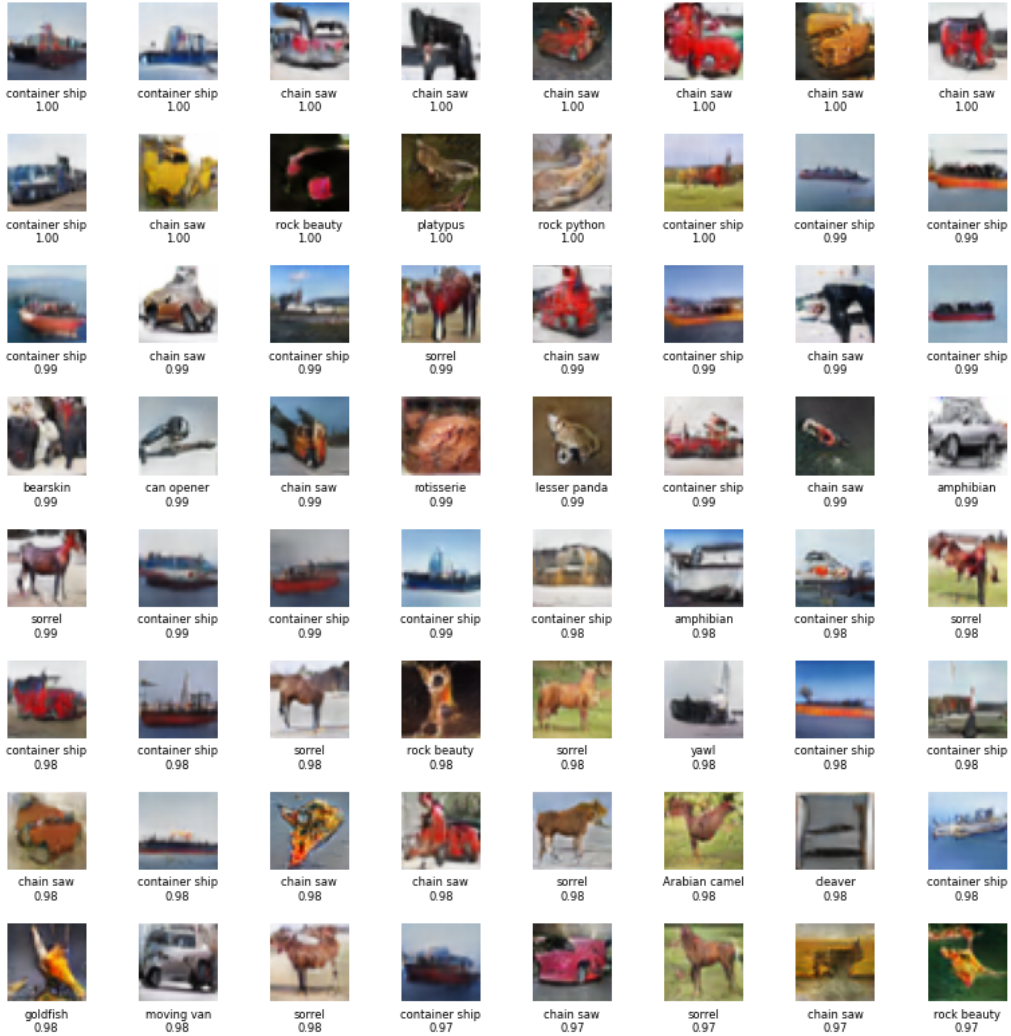 container ship container ship chain saw chain saw chain saw chain saw chain saw chain saw
1.00 1.00 1.00 1.00 1.00 1.00 1.00 1.00
container ship chain saw rock beauty platypus rock python container ship container ship container ship
1.00 1.00 1.00 1.00 1.00 1.00 0.99 0.99
container ship chain saw container ship sorrel chain saw container ship chain saw container ship
0.99 0.99 0.99 0.99 0.99 0.99 0.99 0.99
bearskin can opener chain saw rotisserie lesser panda container ship chain saw amphibian
0.99 0.99 0.99 0.99 0.99 0.99 0.99 0.99
sorrel container ship container ship container ship container ship amphibian container ship sorrel
0.99 0.99 0.99 0.99 0.98 0.98 0.98 0.98
container ship container ship sorrel rock beauty sorrel yawl container ship container ship
0.98 0.98 0.98 0.98 0.98 0.98 0.98 0.98
chain saw container ship chain saw chain saw sorrel Arabian camel cleaver container ship
0.98 0.98 0.98 0.98 0.98 0.98 0.98 0.98
goldfish moving van sorrel container ship chain saw sorrel chain saw rock beauty
0.98 0.98 0.98 0.97 0.97 0.97 0.97 0.97